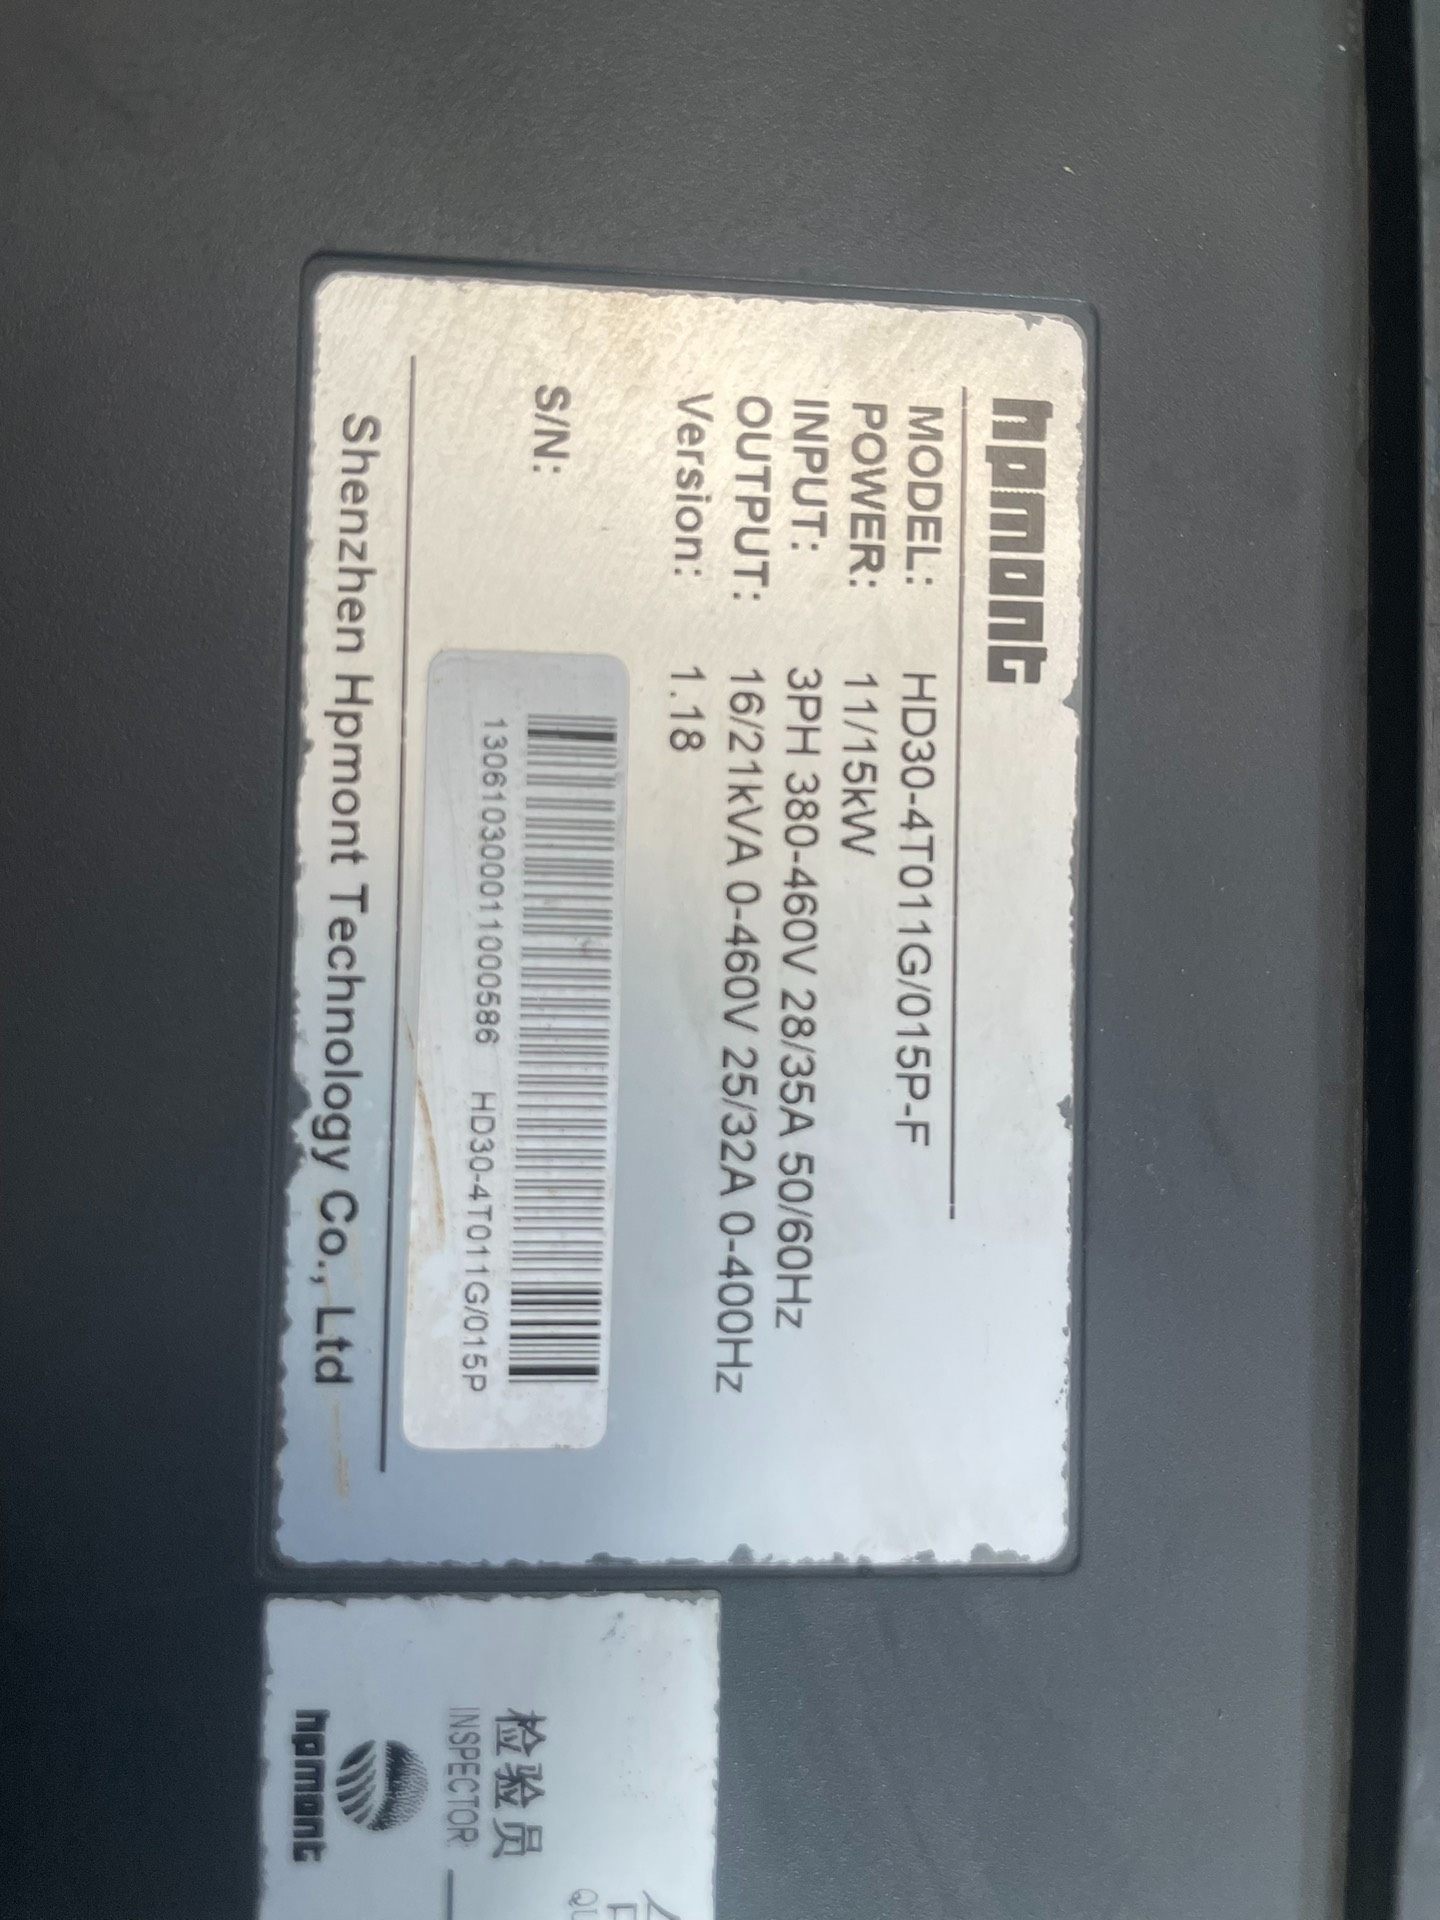 hpmont
MODEL: HD30-4T011G/015P-F
POWER: 11/15kW
INPUT: 3PH 380-460V 28/35A 50/60Hz
OUTPUT: 16/21kVA 0-460V 25/32A 0-400Hz
Version: 1.18
S/N:
130610300011000586 HD30-4T011G/015P
Shenzhen Hpmont Technology Co., Ltd
检验员
INSPECTOR
hpmont